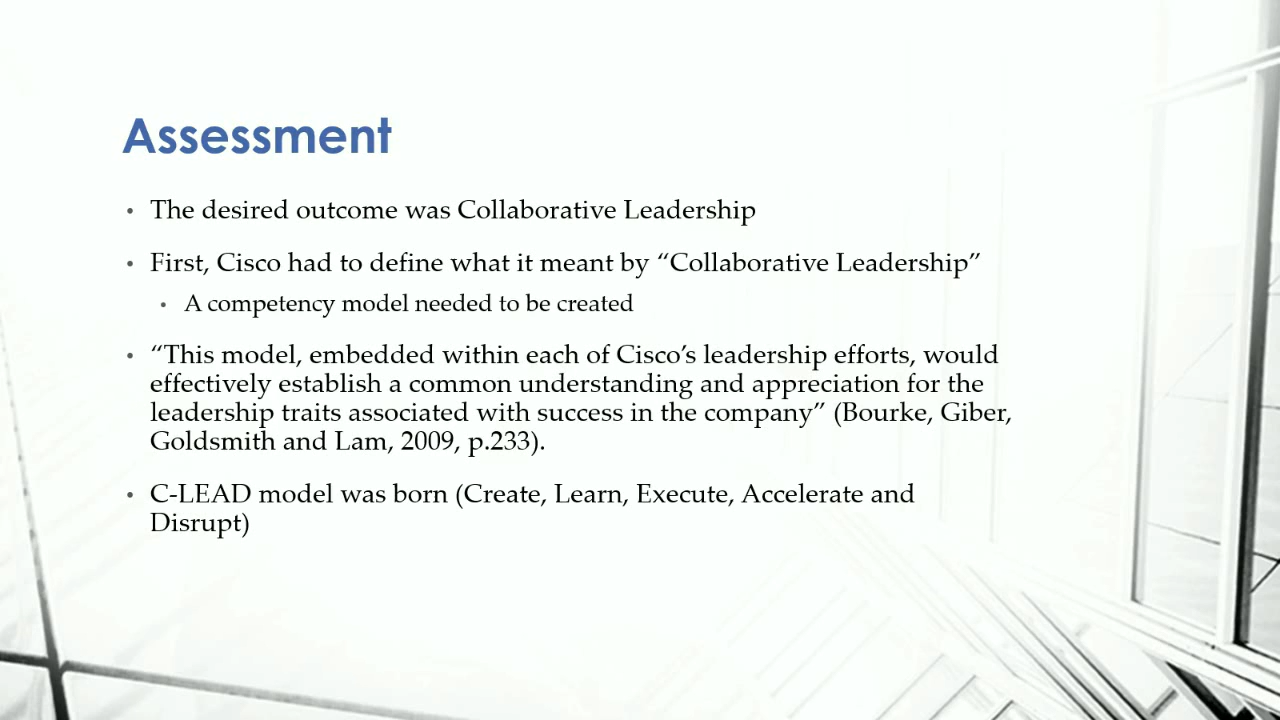 Assessment
• The desired outcome was Collaborative Leadership
• First, Cisco had to define what it meant by “Collaborative Leadership”
• A competency model needed to be created
• “This model, embedded within each of Cisco’s leadership efforts, would
effectively establish a common understanding and appreciation for the
leadership traits associated with success in the company” (Bourke, Giber,
Goldsmith and Lam, 2009, p.233).
• C-LEAD model was born (Create, Learn, Execute, Accelerate and
Disrupt)